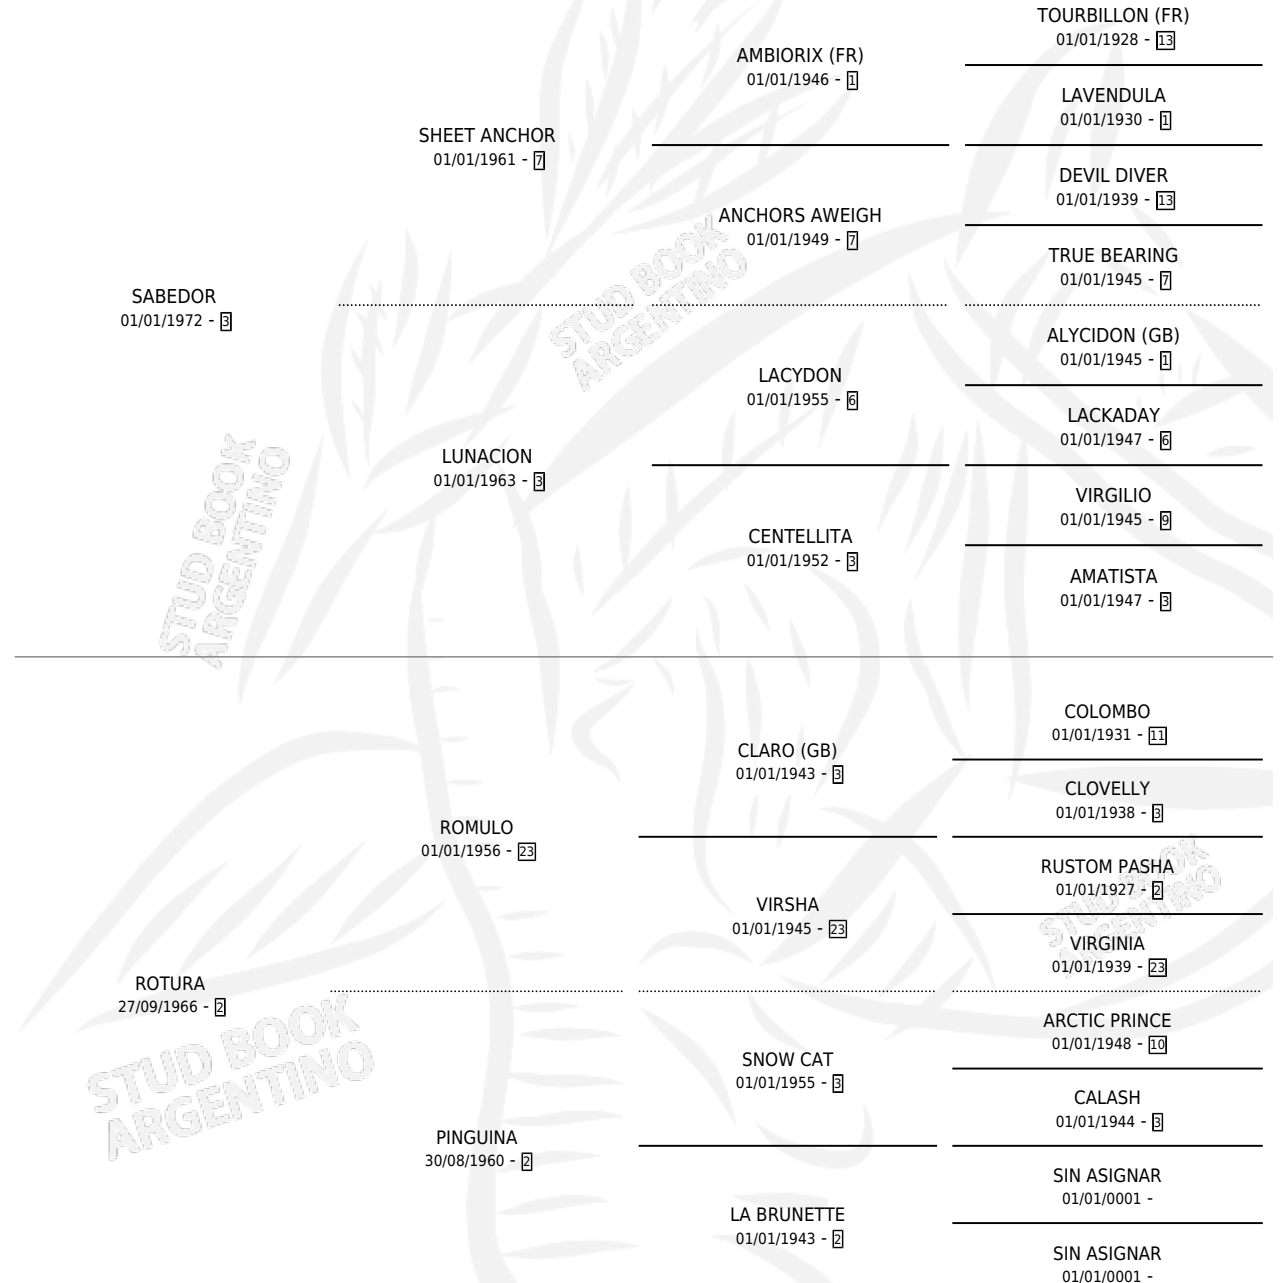 TOURBILLON (FR)
01/01/1928 - 13
AMBIORIX (FR)
01/01/1946 - 1
LAVENDULA
01/01/1930 - 1
SHEET ANCHOR
01/01/1961 - 7
DEVIL DIVER
01/01/1939 - 13
ANCHORS AWEIGH
01/01/1949 - 7
TRUE BEARING
01/01/1945 - 7
STUD BOOK
ARGENTINO
SABEDOR
01/01/1972 - 3
ALYCIDON (GB)
01/01/1945 - 1
LACYDON
01/01/1955 - 6
LACKADAY
01/01/1947 - 6
LUNACION
01/01/1963 - 3
VIRGILIO
01/01/1945 - 9
CENTELLITA
01/01/1952 - 3
AMATISTA
01/01/1947 - 3
STUD BOOK
ARGENTINO
COLOMBO
01/01/1931 - 11
CLARO (GB)
01/01/1943 - 3
CLOVELLY
01/01/1938 - 3
ROMULO
01/01/1956 - 23
RUSTOM PASHA
01/01/1927 - 2
VIRSHA
01/01/1945 - 23
VIRGINIA
01/01/1939 - 23
STUD BOOK
ARGENTINO
ROTURA
27/09/1966 - 2
ARCTIC PRINCE
01/01/1948 - 10
SNOW CAT
01/01/1955 - 3
CALASH
01/01/1944 - 3
STUD BOOK
ARGENTINO
PINGUINA
30/08/1960 - 2
SIN ASIGNAR
01/01/0001 -
LA BRUNETTE
01/01/1943 - 2
SIN ASIGNAR
01/01/0001 -